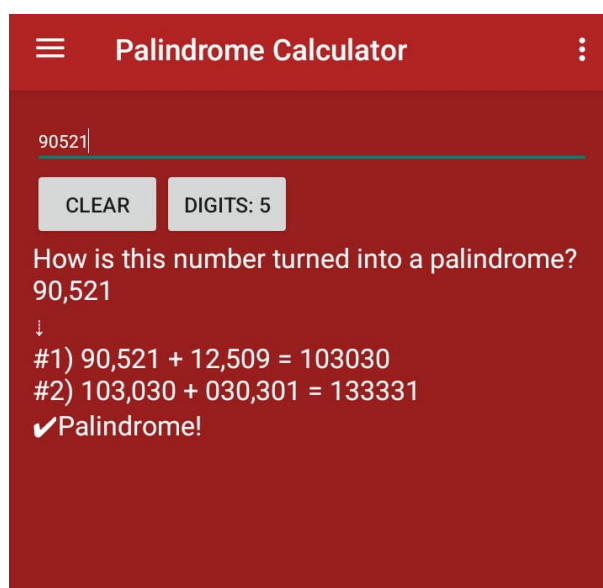 Palindrome Calculator
90521
CLEAR
DIGITS: 5
How is this number turned into a palindrome?
90,521
↓
#1) 90,521 + 12,509 = 103030
#2) 103,030 + 030,301 = 133331
✔Palindrome!